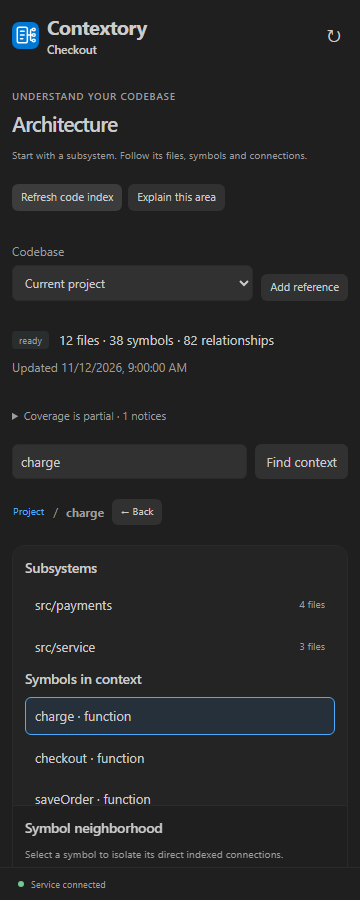 Contextory
Checkout
UNDERSTAND YOUR CODEBASE
Architecture
Start with a subsystem. Follow its files, symbols and connections.
Refresh code index
Explain this area
Codebase
Current project
Add reference
ready 12 files · 38 symbols · 82 relationships
Updated 11/12/2026, 9:00:00 AM
Coverage is partial · 1 notices
charge
Find context
Project / charge ← Back
Subsystems
src/payments 4 files
src/service 3 files
Symbols in context
charge · function
checkout · function
saveOrder · function
Symbol neighborhood
Select a symbol to isolate its direct indexed connections.
Service connected